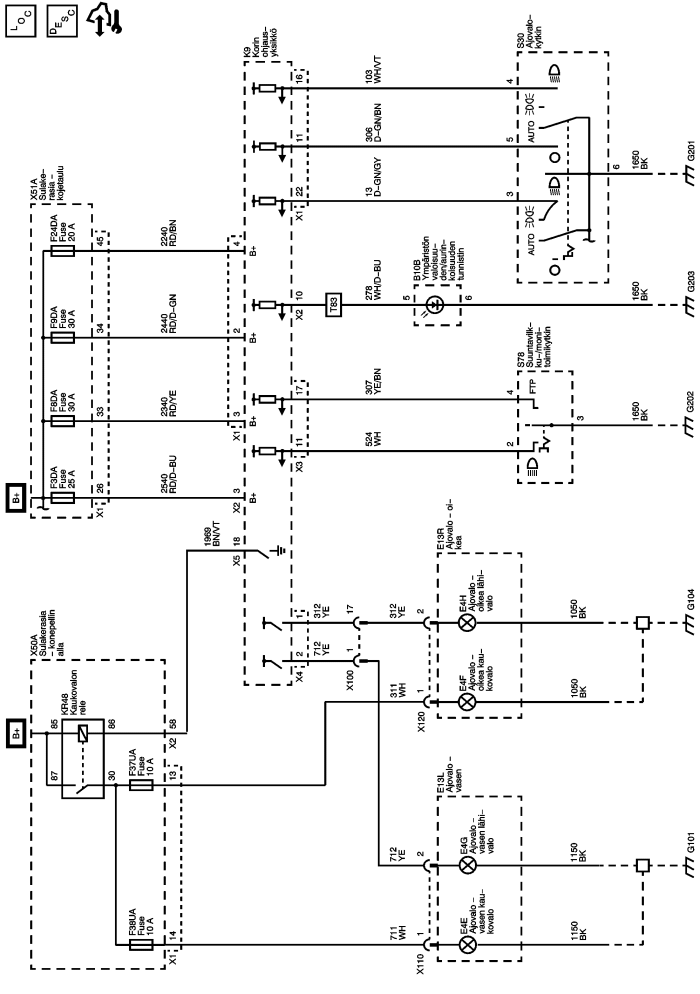 LOC
DESC
K9
Korin
ohjaus–
yksikkö
S30
Ajovalo–
kytkin
X51A
Sulake–
rasia –
kojetaulu
F24DA
Fuse
20 A
F9DA
Fuse
30 A
F8DA
Fuse
30 A
F3DA
Fuse
25 A
B+
X1
45
34
33
26
2240
RD/BN
2440
RD/D–GN
2340
RD/YE
2540
RD/D–BU
4
2
3
X1
3
X2
B+
B+
B+
B+
16
11
22
X1
103
WH/VT
306
D–GN/BN
13
D–GN/GY
4
5
3
AUTO
AUTO
6
1650
BK
G201
10
X2
T83
278
WH/D–BU
B10B
Ympäristön
valoisuu–
den/aurin–
koisuuden
tunnistin
5
6
1650
BK
G203
17
11
X3
307
YE/BN
524
WH
S78
Suuntavilk–
ku–/moni–
toimikytkin
4
2
FTP
3
1650
BK
G202
1969
BN/VT
18
X5
1
2
X4
312
YE
712
YE
17
1
X100
312
YE
311
WH
2
1
X120
E13R
Ajovalo – oi–
kea
E4H
Ajovalo –
oikea lähi–
valo
E4F
Ajovalo –
oikea kau–
kovalo
1050
BK
1050
BK
G104
X50A
Sulakerasia
– konepellin
alla
B+
KR48
Kaukovalon
rele
85
86
87
30
58
X2
F37UA
Fuse
10 A
13
F38UA
Fuse
10 A
14
X1
712
YE
711
WH
2
1
X110
E13L
Ajovalo –
vasen
E4G
Ajovalo –
vasen lähi–
valo
E4E
Ajovalo –
vasen kau–
kovalo
1150
BK
1150
BK
G101